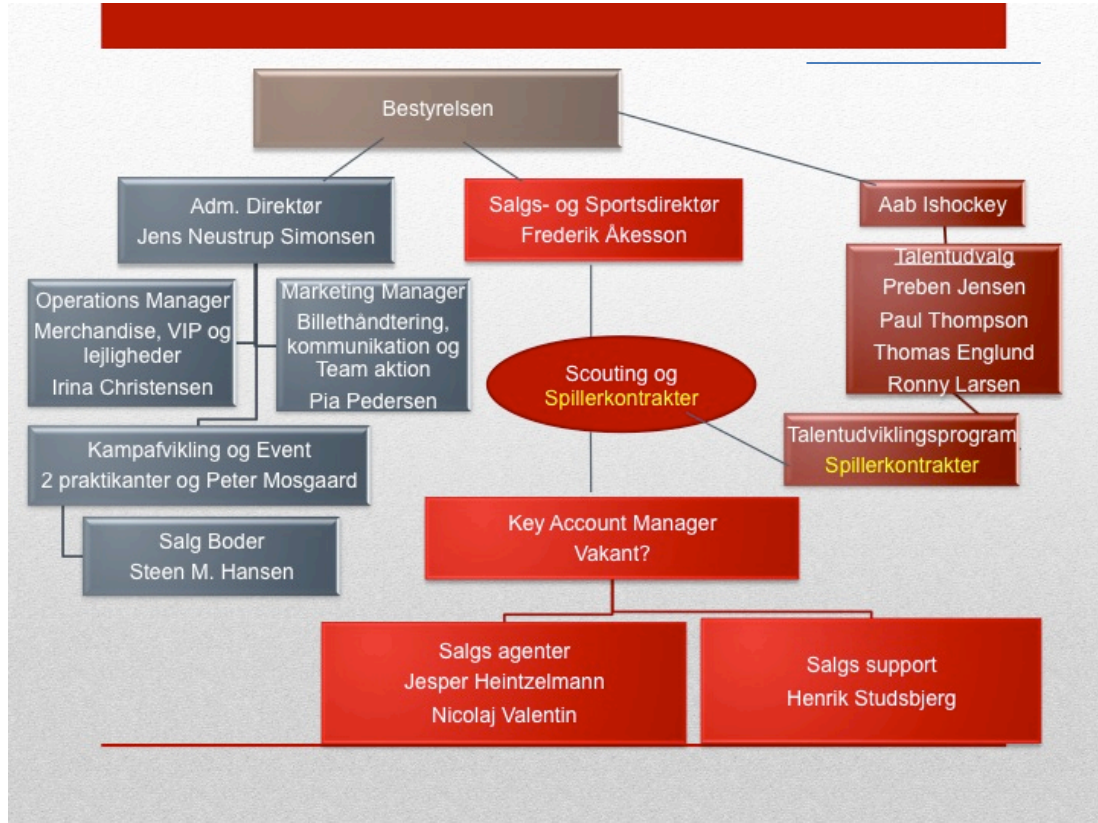 Bestyrelsen
Adm. Direktør
Jens Neustrup Simonsen
Salgs- og Sportsdirektør
Frederik Åkesson
Aab Ishockey
Operations Manager
Merchandise, VIP og
lejligheder
Irina Christensen
Marketing Manager
Billethåndtering,
kommunikation og
Team aktion
Pia Pedersen
Talentudvalg
Preben Jensen
Paul Thompson
Thomas Englund
Ronny Larsen
Scouting og
Spillerkontrakter
Talentudviklingsprogram
Spillerkontrakter
Kampafvikling og Event
2 praktikanter og Peter Mosgaard
Salg Boder
Steen M. Hansen
Key Account Manager
Vakant?
Salgs agenter
Jesper Heintzelmann
Nicolaj Valentin
Salgs support
Henrik Studsbjerg